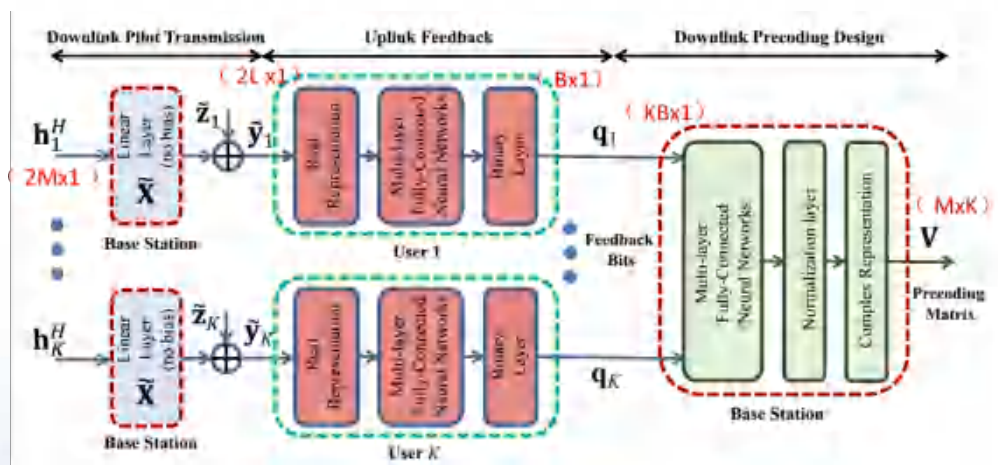 Downlink Pilot Transmission
Uplink Feedback
Downlink Precoding Design
( 2L x1 )
( Bx1 )
( KBx1 )
( 2Mx1 )
( MxK )
h₁ᴴ
Linear
Layer
(no bias)
X̃
Base Station
z̃₁
ỹ₁
Real
Representation
Multi-Layer
Fully-Connected
Neural Networks
Binary
Layer
User 1
q₁
Feedback
Bits
h_Kᴴ
Linear
Layer
(no bias)
X̃
Base Station
z̃_K
ỹ_K
Real
Representation
Multi-layer
Fully-Connected
Neural Networks
Binary
Layer
User K
q_K
Multi-layer
Fully-Connected
Neural Networks
Normalization layer
Complex Representation
Base Station
V
Precoding
Matrix